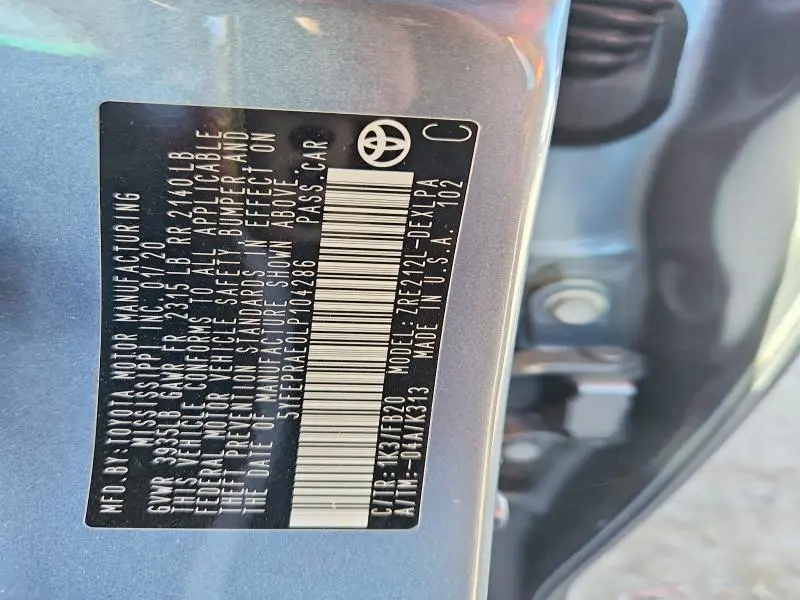 MFD.BY:TOYOTA MOTOR MANUFACTURING
MISSISSIPPI, INC. 01/20
GVWR 3935LB GAWR FR 2215 LB RR 2140LB
THIS VEHICLE CONFORMS TO ALL APPLICABLE
FEDERAL MOTOR VEHICLE SAFETY, BUMPER, AND
THEFT PREVENTION STANDARDS IN EFFECT ON
THE DATE OF MANUFACTURE SHOWN ABOVE.
5YFEPRAE0LP104286 PASS.CAR
C/TR:1K3/FB20 MODEL:ZRE212L-DEXLPA
A/TM:-04A/K313 MADE IN U.S.A. 102 C